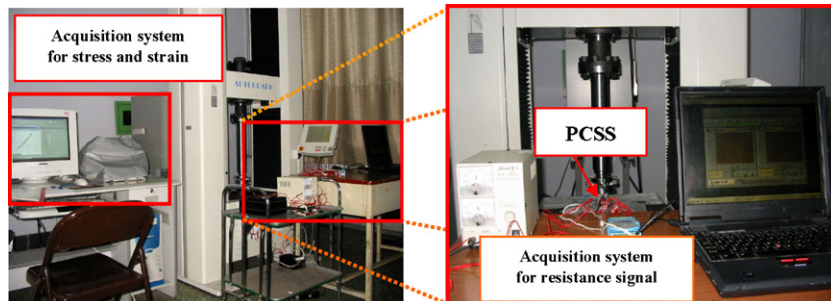 Acquisition system
for stress and strain
AUTOGRAPH
PCSS
Acquisition system
for resistance signal